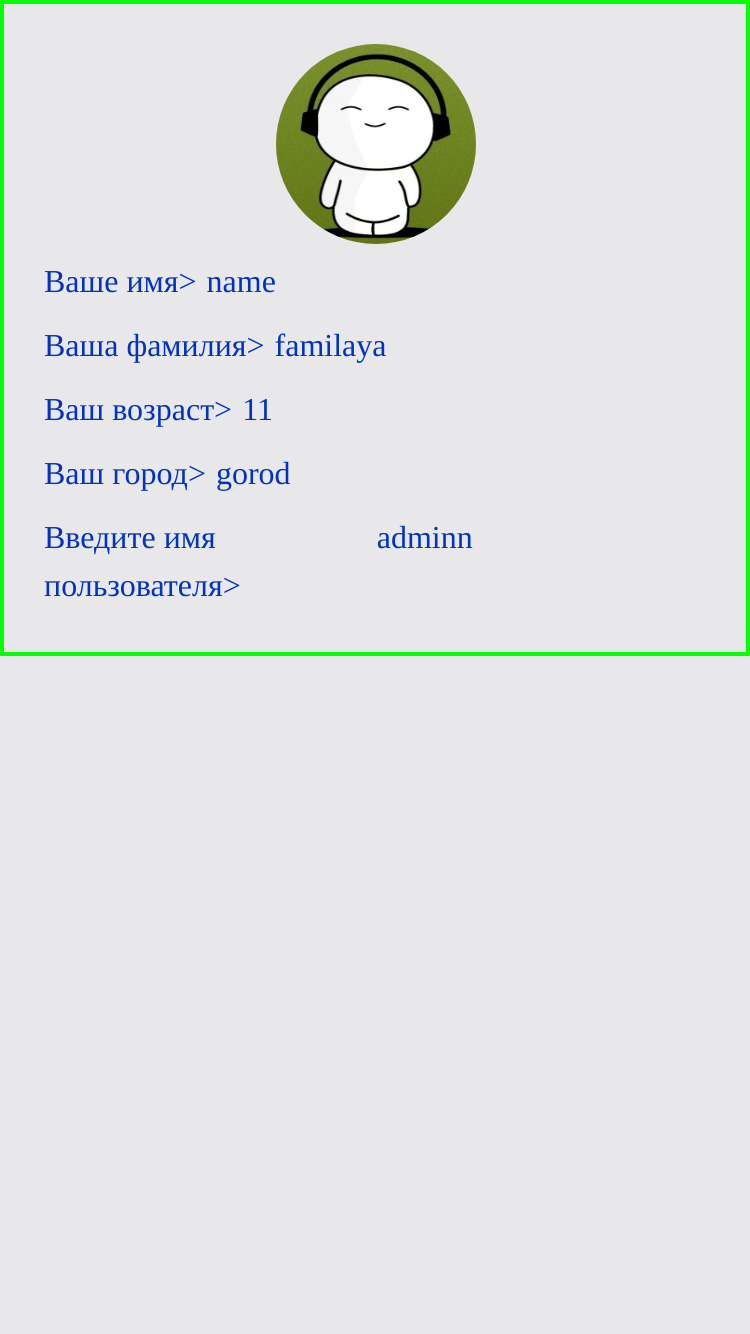 Ваше имя> name
Ваша фамилия> familaya
Ваш возраст> 11
Ваш город> gorod
Введите имя adminn
пользователя>